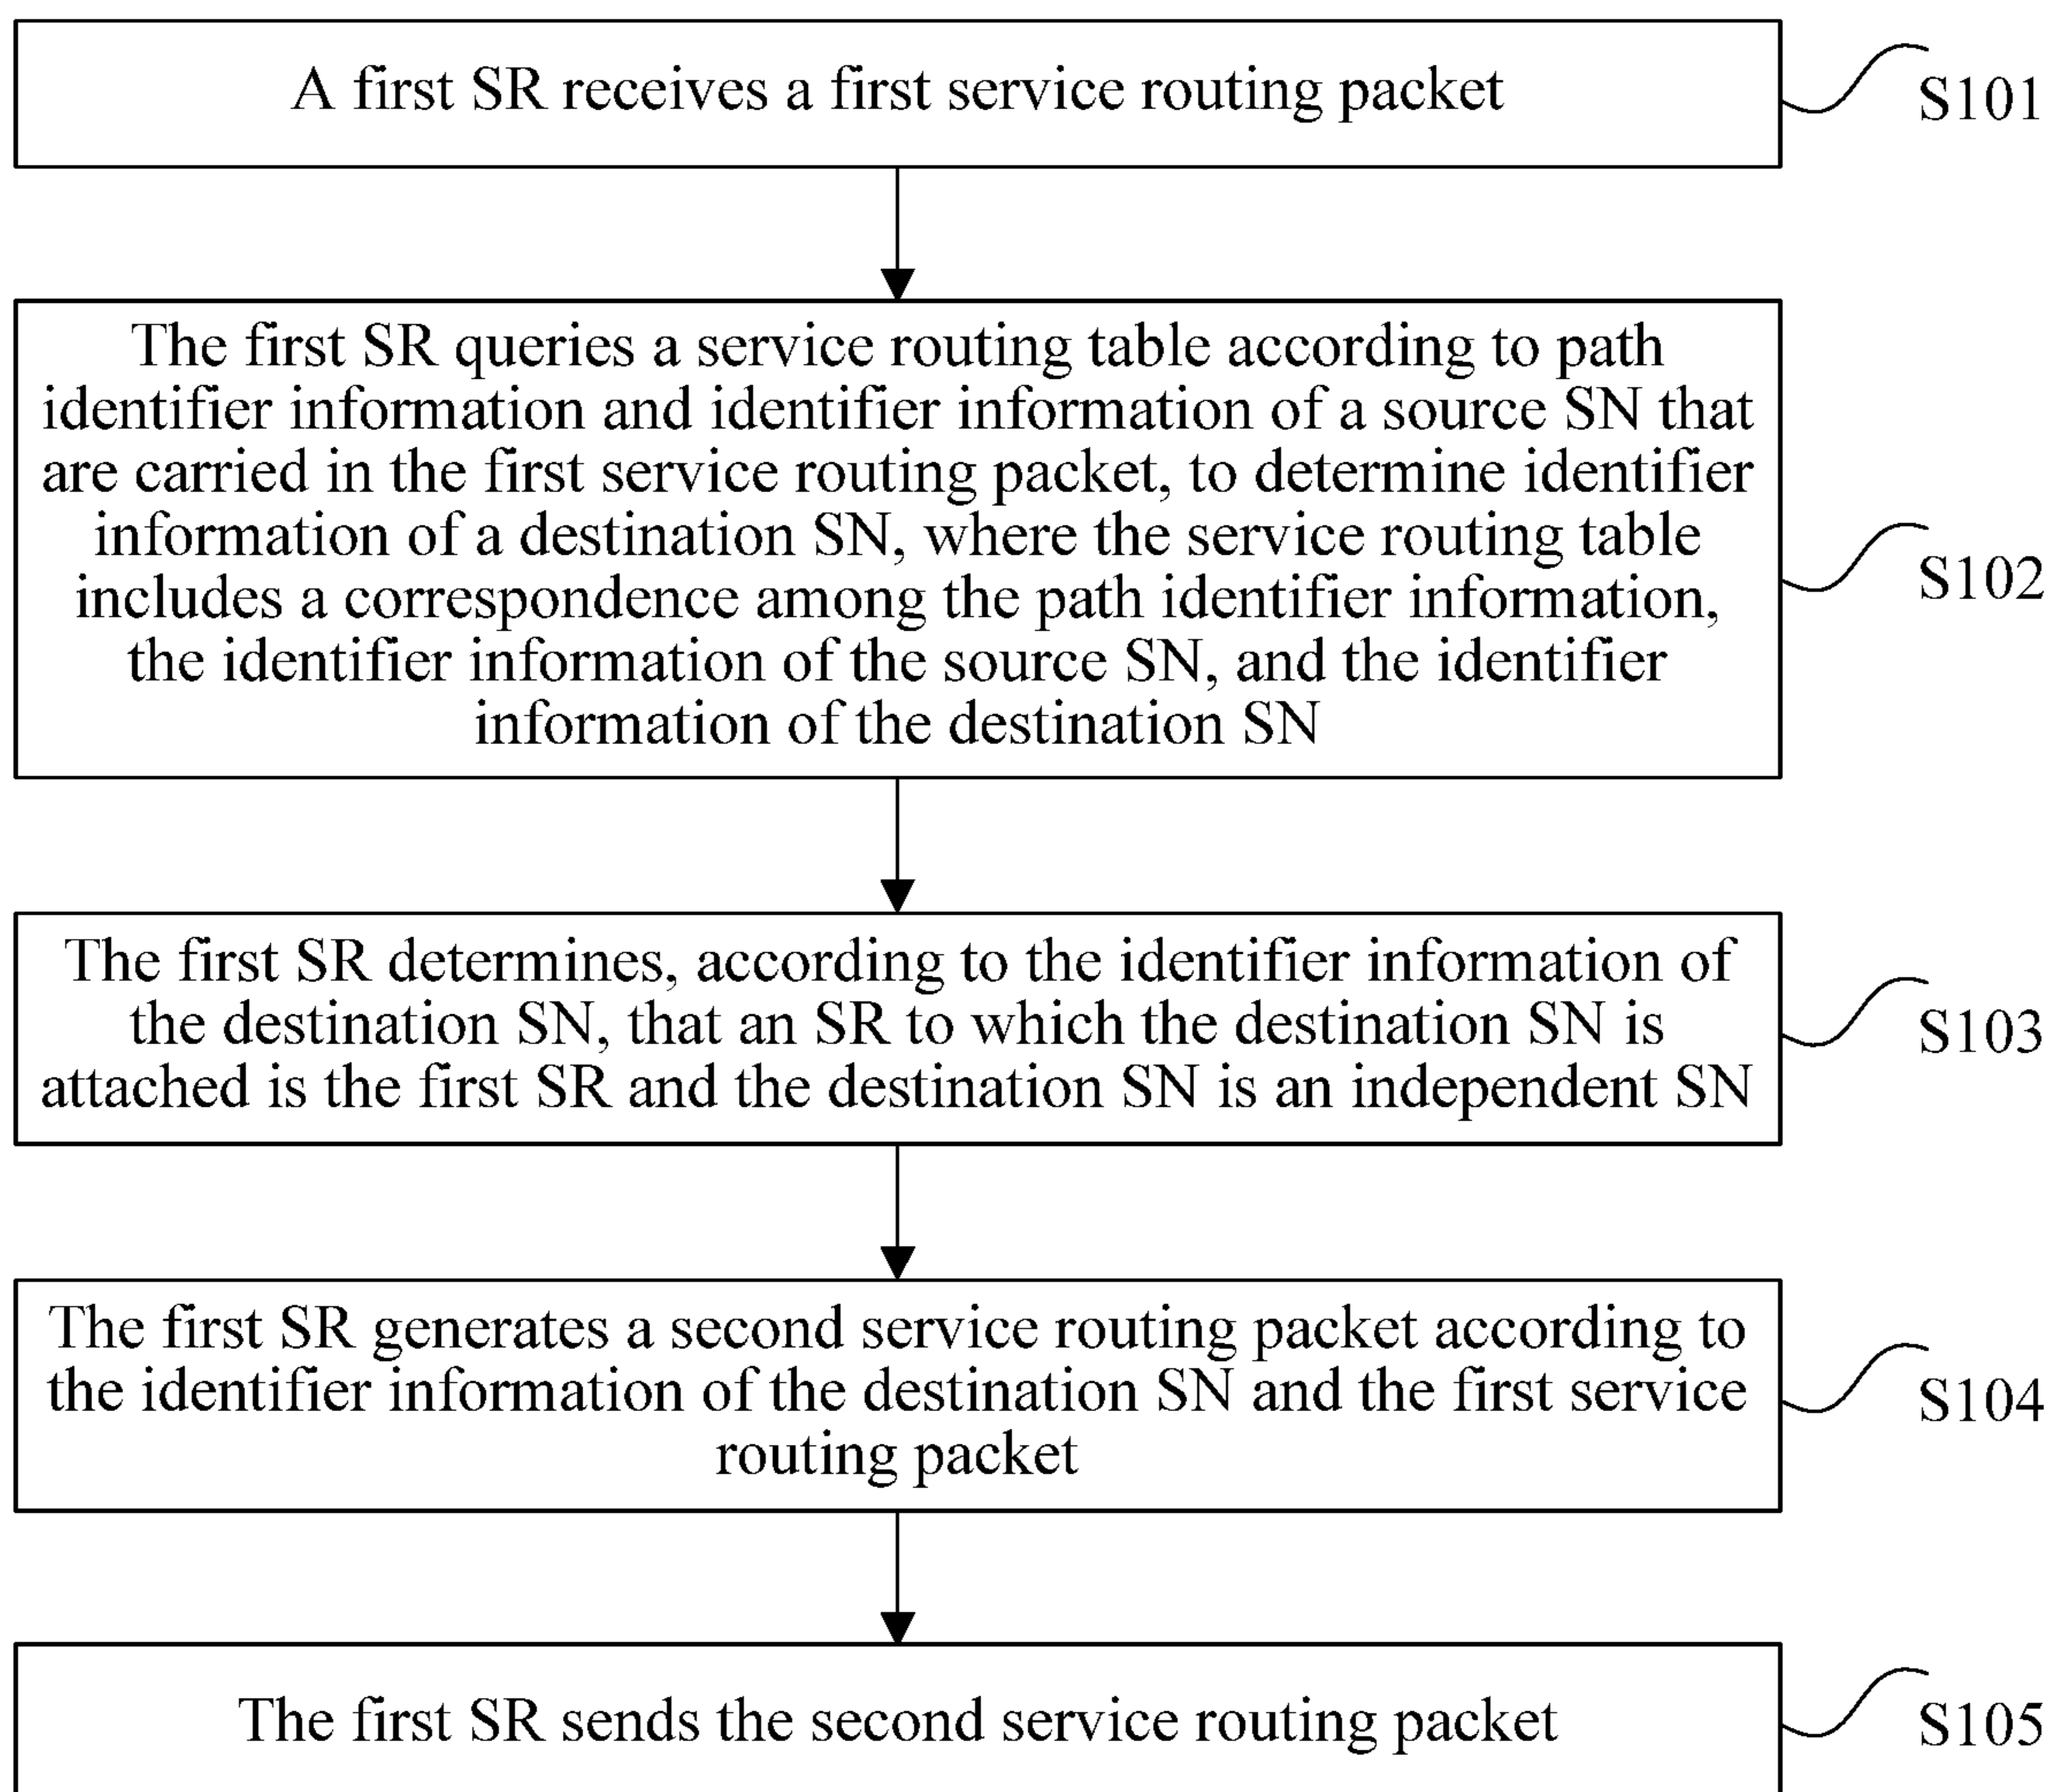 A first SR receives a first service routing packet
S101
The first SR queries a service routing table according to path
identifier information and identifier information of a source SN that
are carried in the first service routing packet, to determine identifier
information of a destination SN, where the service routing table
includes a correspondence among the path identifier information,
the identifier information of the source SN, and the identifier
information of the destination SN
S102
The first SR determines, according to the identifier information of
the destination SN, that an SR to which the destination SN is
attached is the first SR and the destination SN is an independent SN
S103
The first SR generates a second service routing packet according to
the identifier information of the destination SN and the first service
routing packet
S104
The first SR sends the second service routing packet
S105